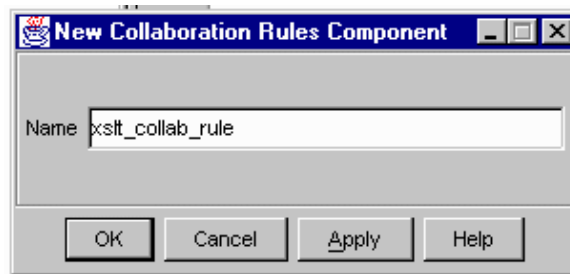 New Collaboration Rules Component
Name xslt_collab_rule
OK Cancel Apply Help